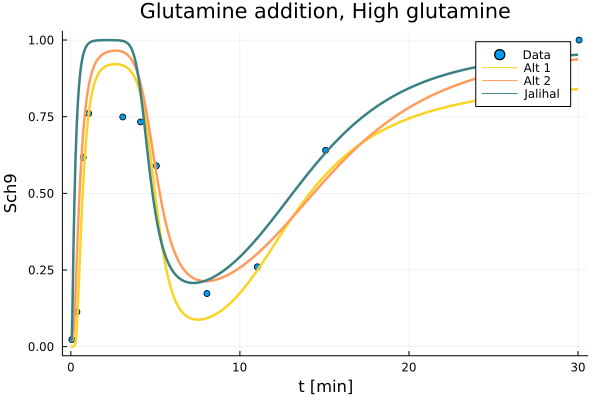 Glutamine addition, High glutamine
1.00
0.75
0.50
0.25
0.00
Sch9
Data
Alt 1
Alt 2
Jalihal
0
10
20
30
t [min]